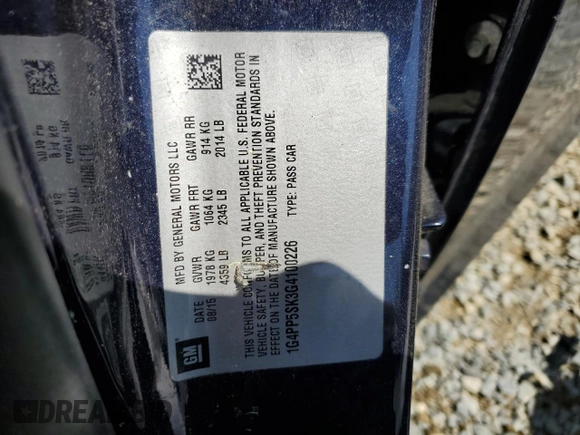 MFD BY GENERAL MOTORS LLC
DATE GVWR GAWR FRT GAWR RR
08/15 1978 KG 1064 KG 914 KG
4359 LB 2345 LB 2014 LB
THIS VEHICLE CONFORMS TO ALL APPLICABLE U.S. FEDERAL MOTOR
VEHICLE SAFETY, BUMPER, AND THEFT PREVENTION STANDARDS IN
EFFECT ON THE DATE OF MANUFACTURE SHOWN ABOVE.
1G4PP5SK3G4100226 TYPE: PASS CAR
GM